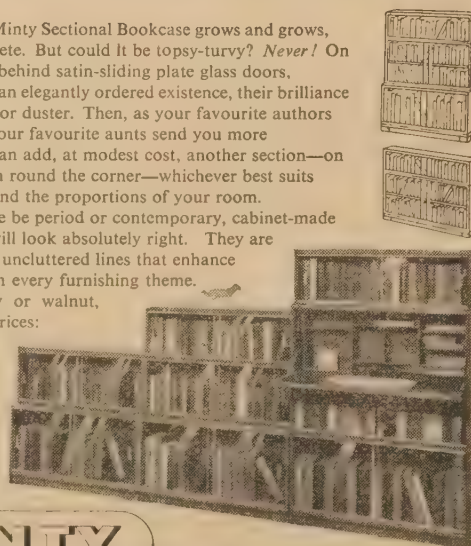 Minty Sectional Bookcase grows and grows,
ete. But could It be topsy-turvy? Never! On
behind satin-sliding plate glass doors,
an elegantly ordered existence, their brilliance
or duster. Then, as your favourite authors
our favourite aunts send you more
an add, at modest cost, another section—on
round the corner—whichever best suits
nd the proportions of your room.
e be period or contemporary, cabinet-made
will look absolutely right. They are
uncluttered lines that enhance
every furnishing theme.
or walnut,
rices: